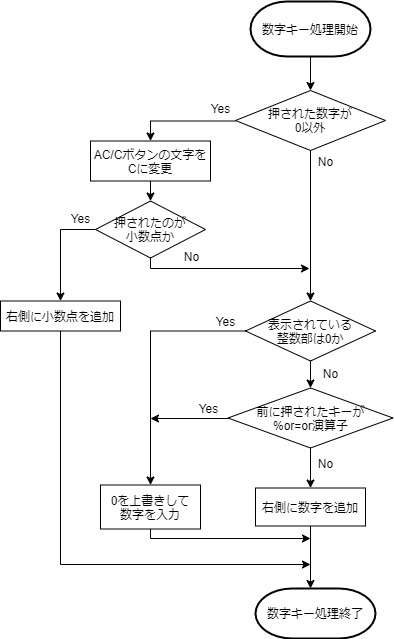 数字キー処理開始
押された数字が
0以外
Yes
No
AC/Cボタンの文字を
Cに変更
押されたのが
小数点か
Yes
No
右側に小数点を追加
表示されている
整数部は0か
Yes
No
前に押されたキーが
%or=or演算子
Yes
No
0を上書きして
数字を入力
右側に数字を追加
数字キー処理終了